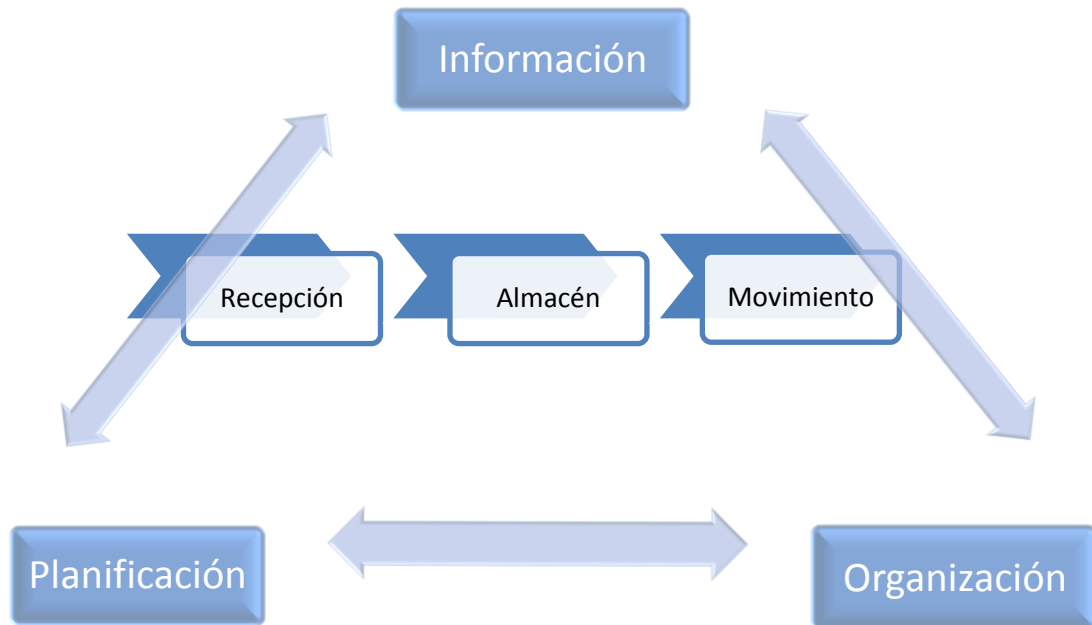 Información
Recepción
Almacén
Movimiento
Planificación
Organización